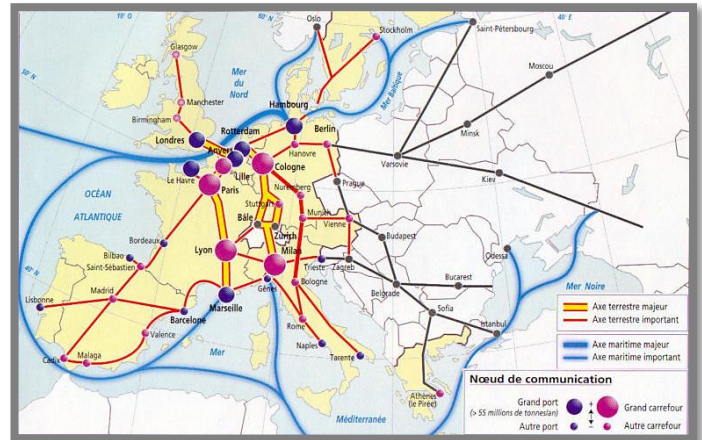 10° O
60° N
40° E
Oslo
Stockholm
Saint-Pétersbourg
Glasgow
Mer
du
Nord
Moscou
50° N
Mer Baltique
Manchester
Hambourg
Birmingham
Rotterdam
Berlin
Minsk
Londres
Anvers
Hanovre
Varsovie
Lille
Cologne
Le Havre
Kiev
Paris
Nuremberg
Prague
OCÉAN
ATLANTIQUE
Stuttgart
Munich
Vienne
Bâle
Budapest
Zurich
Bordeaux
Lyon
Milan
Odessa
Bilbao
Trieste
Zagreb
Saint-Sébastien
40° N
Gênes
Bologne
Bucarest
Mer Noire
Belgrade
Madrid
Marseille
Lisbonne
Sofia
Barcelone
Istanbul
Rome
Valence
Naples
Tarente
Cadix
Malaga
Mer
Méditerranée
Athènes
(le Pirée)
Axe terrestre majeur
Axe terrestre important
Axe maritime majeur
Axe maritime important
Nœud de communication
Grand port
(> 55 millions de tonnes/an)
+
Grand carrefour
Autre port
–
Autre carrefour